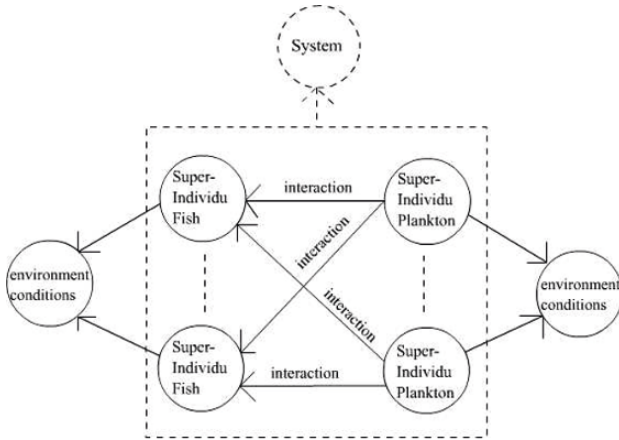 System
Super-
Individu
Fish
interaction
Super-
Individu
Plankton
interaction
environment
conditions
environment
conditions
interaction
Super-
Individu
Fish
interaction
Super-
Individu
Plankton